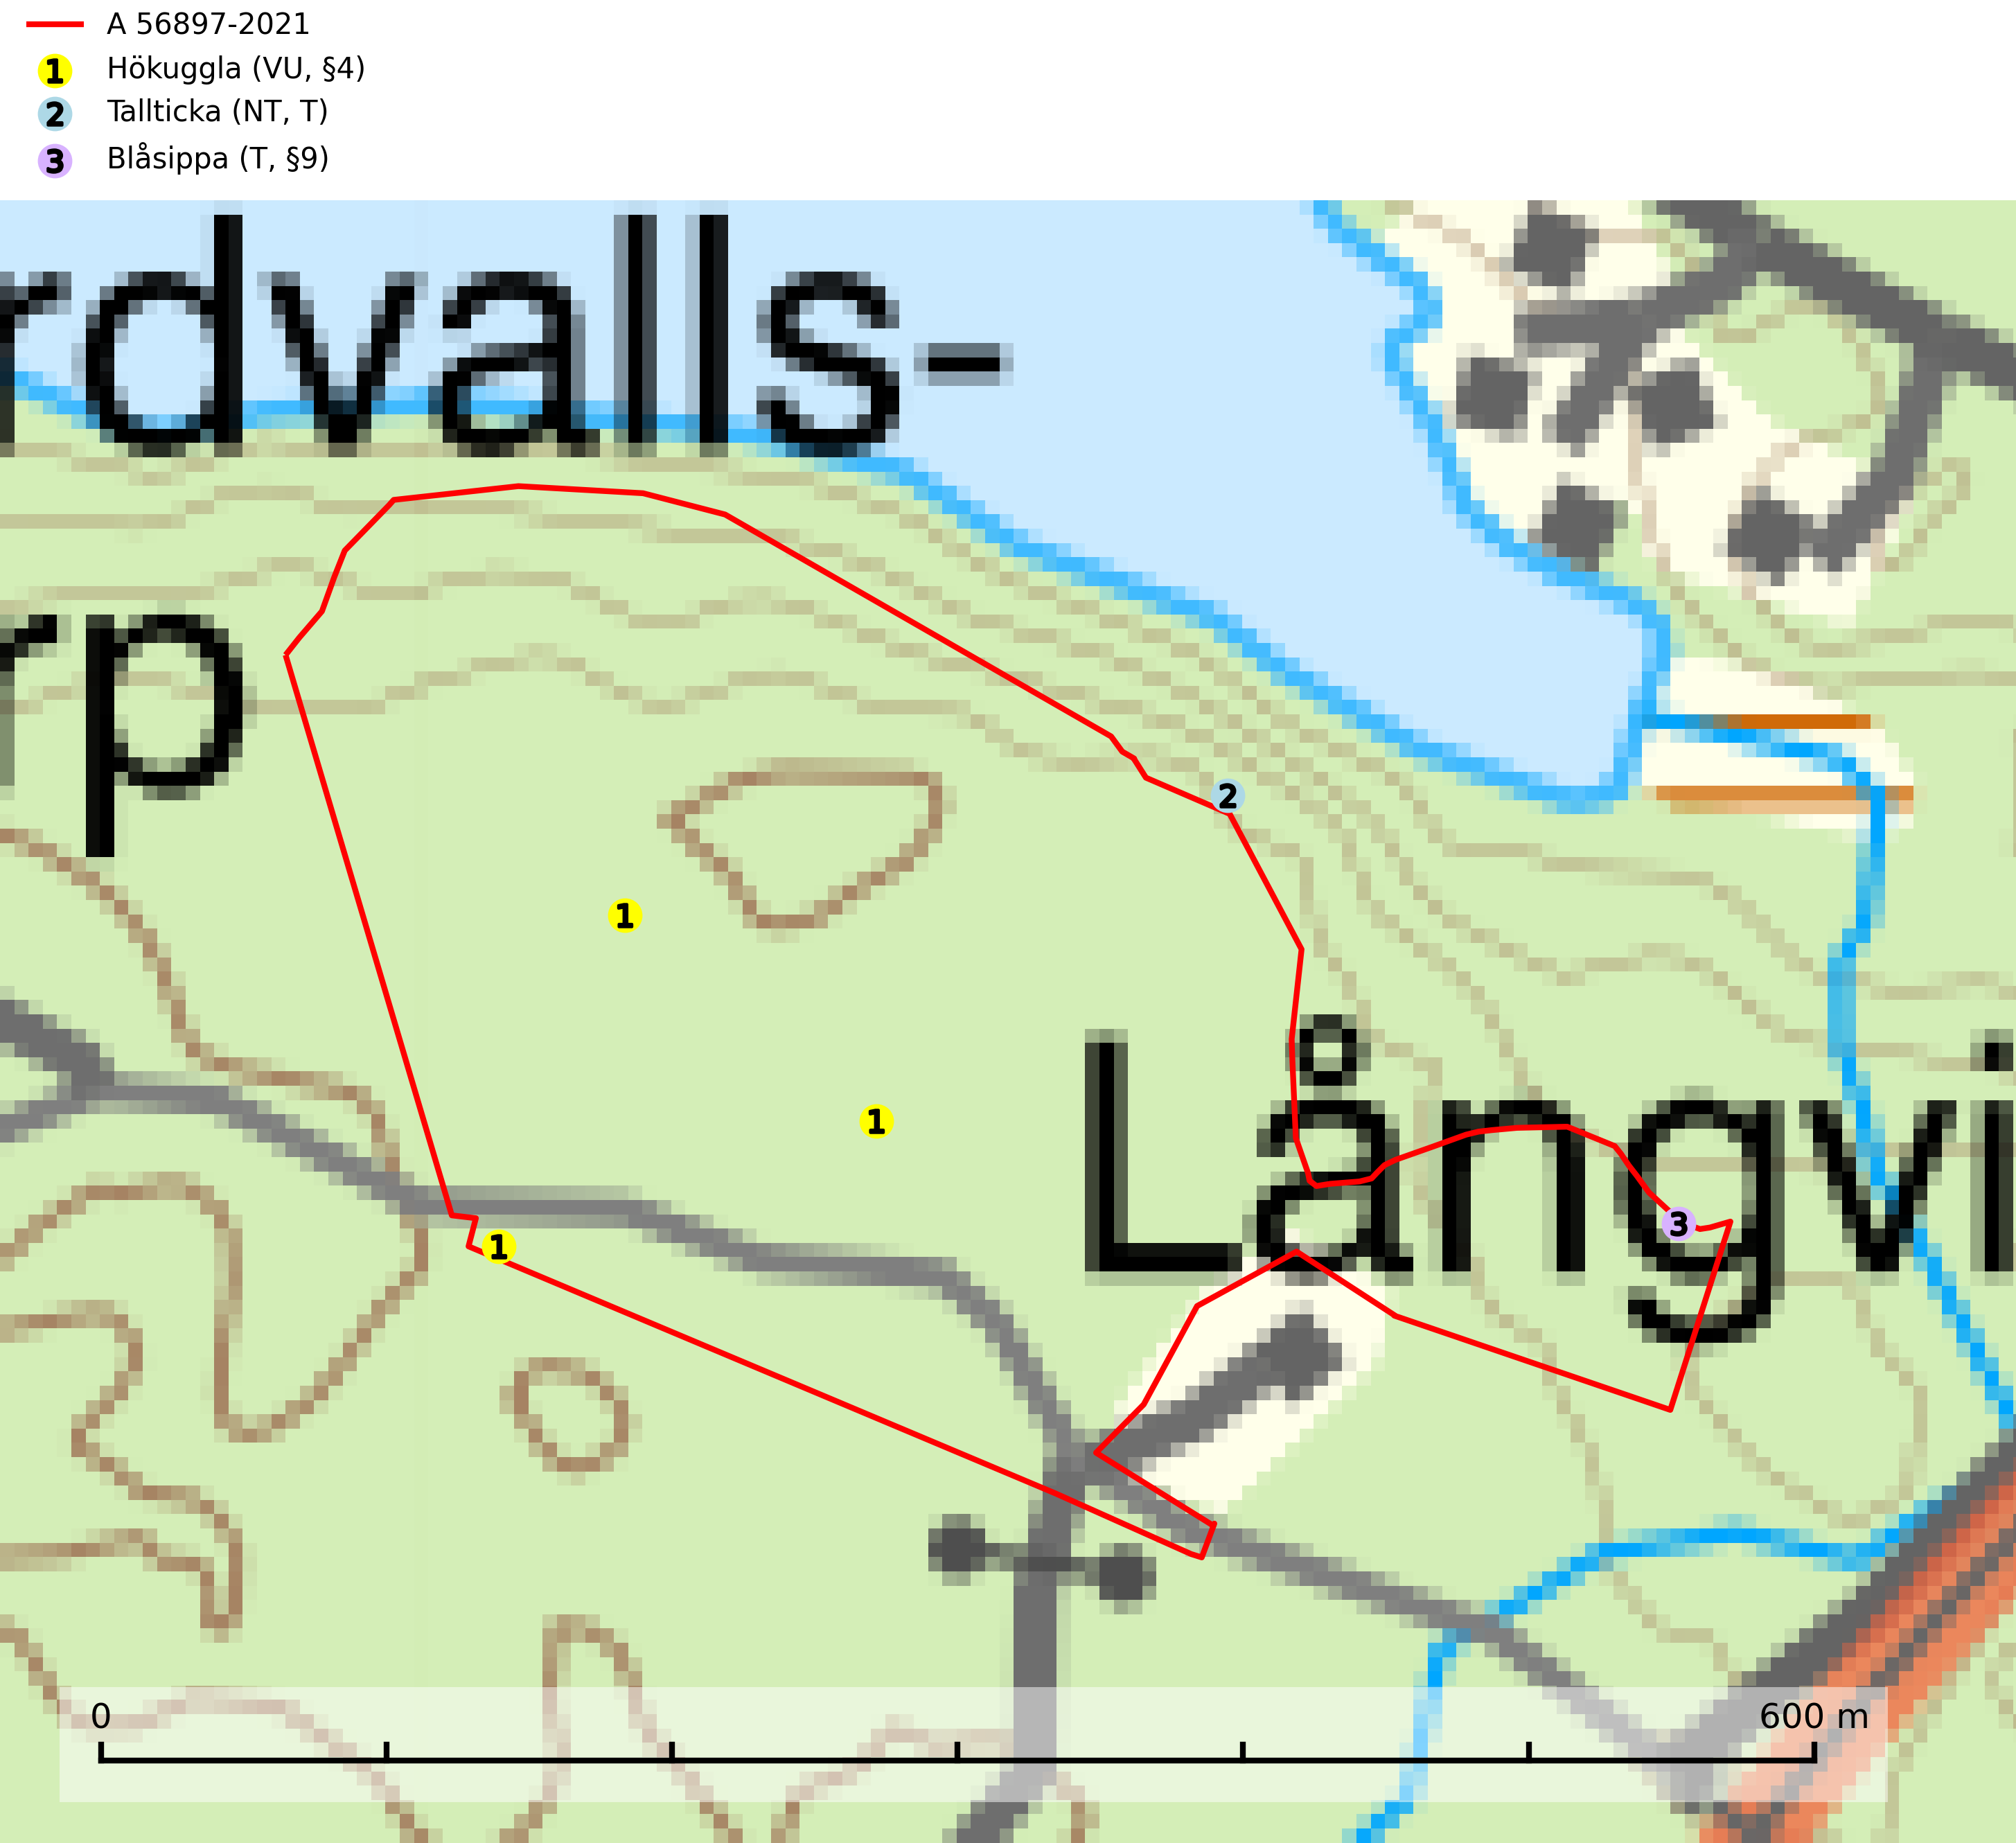 A 56897-2021
1 Hökuggla (VU, §4)
2 Tallticka (NT, T)
3 Blåsippa (T, §9)
rdvalls-
rp
2
1
1
Långvi
3
1
0
600 m